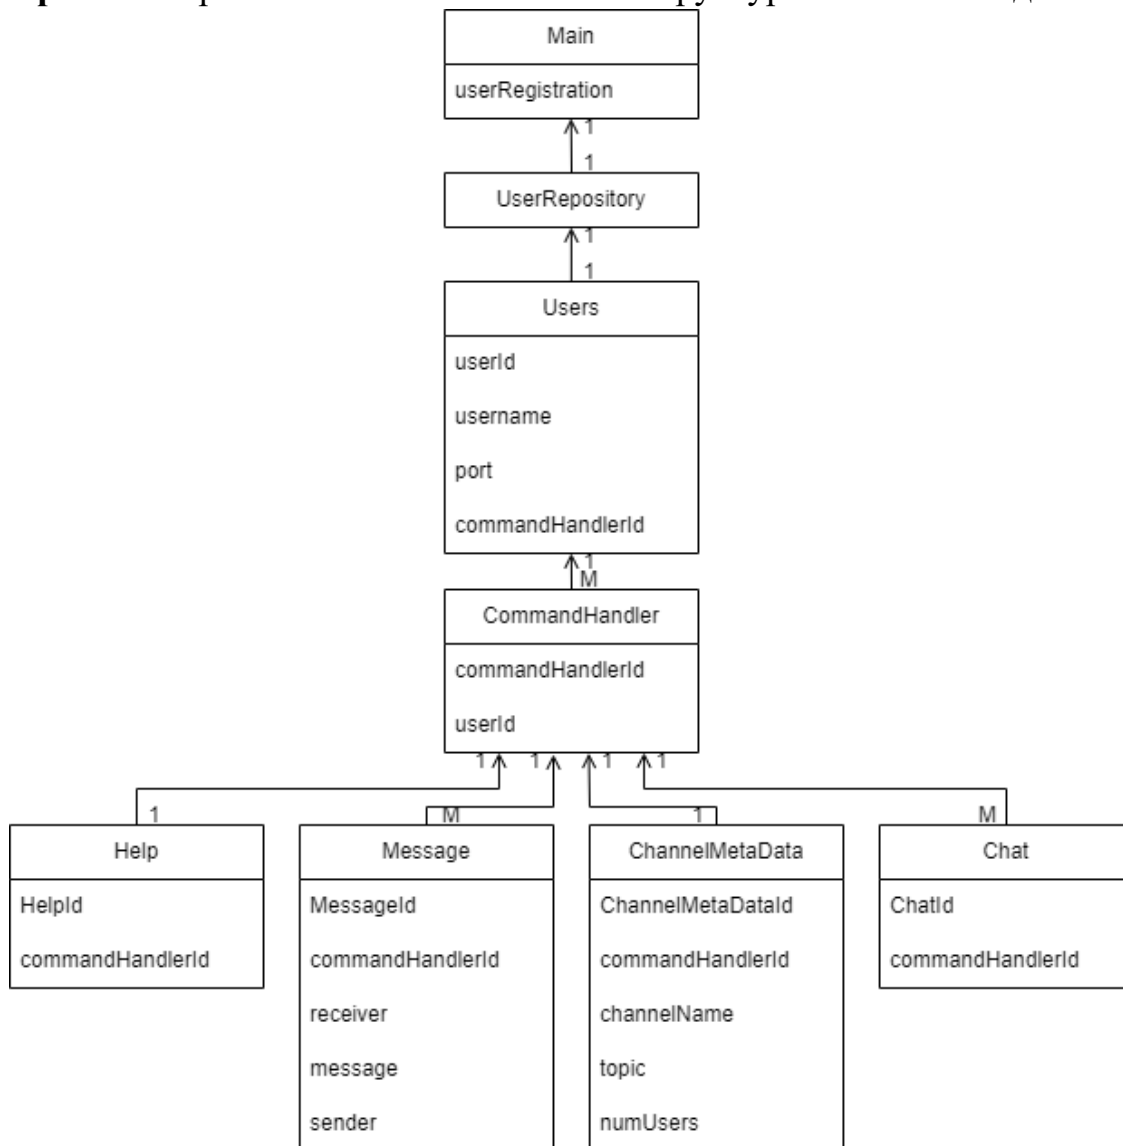 Main
userRegistration
1
1
UserRepository
1
1
Users
userId
username
port
commandHandlerId
1
M
CommandHandler
commandHandlerId
userId
1 1 1 1
1 M 1 M
Help Message ChannelMetaData Chat
HelpId MessageId ChannelMetaDataId ChatId
commandHandlerId commandHandlerId commandHandlerId commandHandlerId
receiver channelName
message topic
sender numUsers